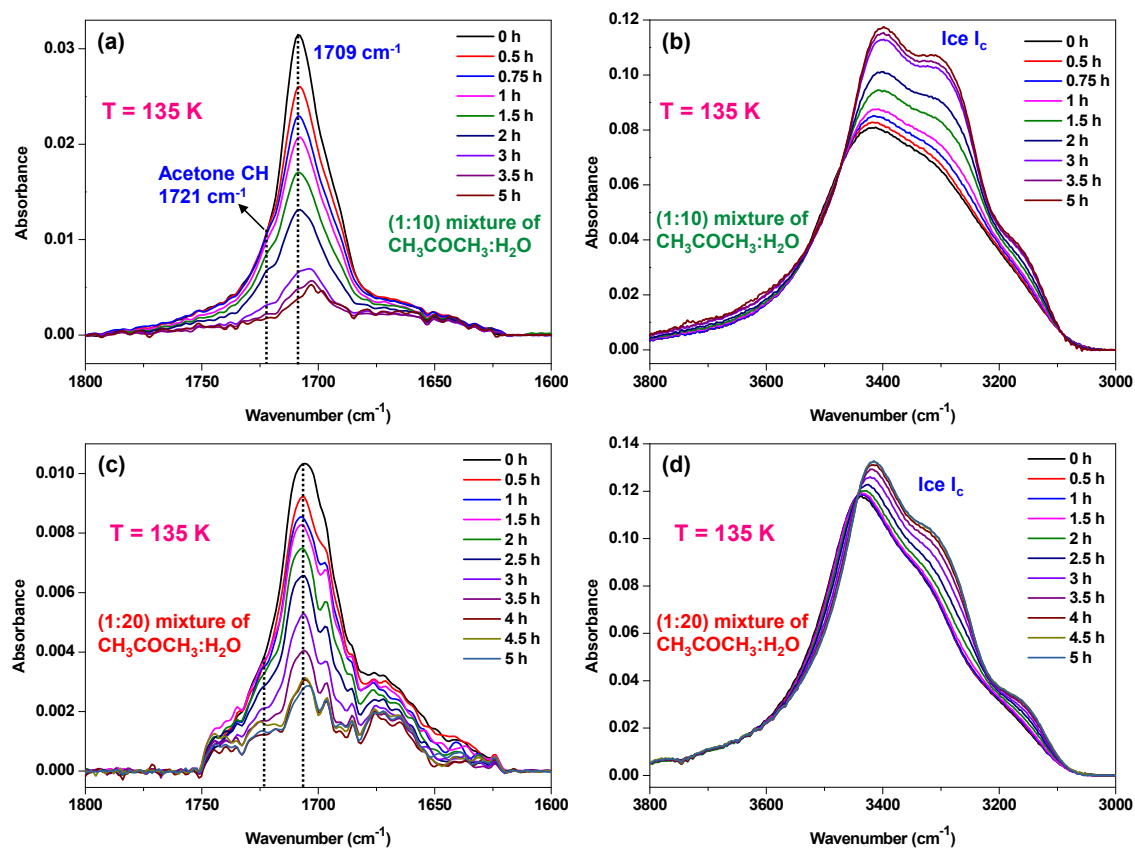 (a)
1709 cm⁻¹
T = 135 K
Acetone CH
1721 cm⁻¹
(1:10) mixture of
CH₃COCH₃:H₂O
0 h
0.5 h
0.75 h
1 h
1.5 h
2 h
3 h
3.5 h
5 h
0.03
0.02
0.01
0.00
Absorbance
1800
1750
1700
1650
1600
Wavenumber (cm⁻¹)
(b)
Ice I꜀
T = 135 K
(1:10) mixture of
CH₃COCH₃:H₂O
0 h
0.5 h
0.75 h
1 h
1.5 h
2 h
3 h
3.5 h
5 h
0.12
0.10
0.08
0.06
0.04
0.02
0.00
Absorbance
3800
3600
3400
3200
3000
Wavenumber (cm⁻¹)
(c)
T = 135 K
(1:20) mixture of
CH₃COCH₃:H₂O
0 h
0.5 h
1 h
1.5 h
2 h
2.5 h
3 h
3.5 h
4 h
4.5 h
5 h
0.010
0.008
0.006
0.004
0.002
0.000
Absorbance
1800
1750
1700
1650
1600
Wavenumber (cm⁻¹)
(d)
Ice I꜀
T = 135 K
(1:20) mixture of
CH₃COCH₃:H₂O
0 h
0.5 h
1 h
1.5 h
2 h
2.5 h
3 h
3.5 h
4 h
4.5 h
5 h
0.14
0.12
0.10
0.08
0.06
0.04
0.02
0.00
Absorbance
3800
3600
3400
3200
3000
Wavenumber (cm⁻¹)